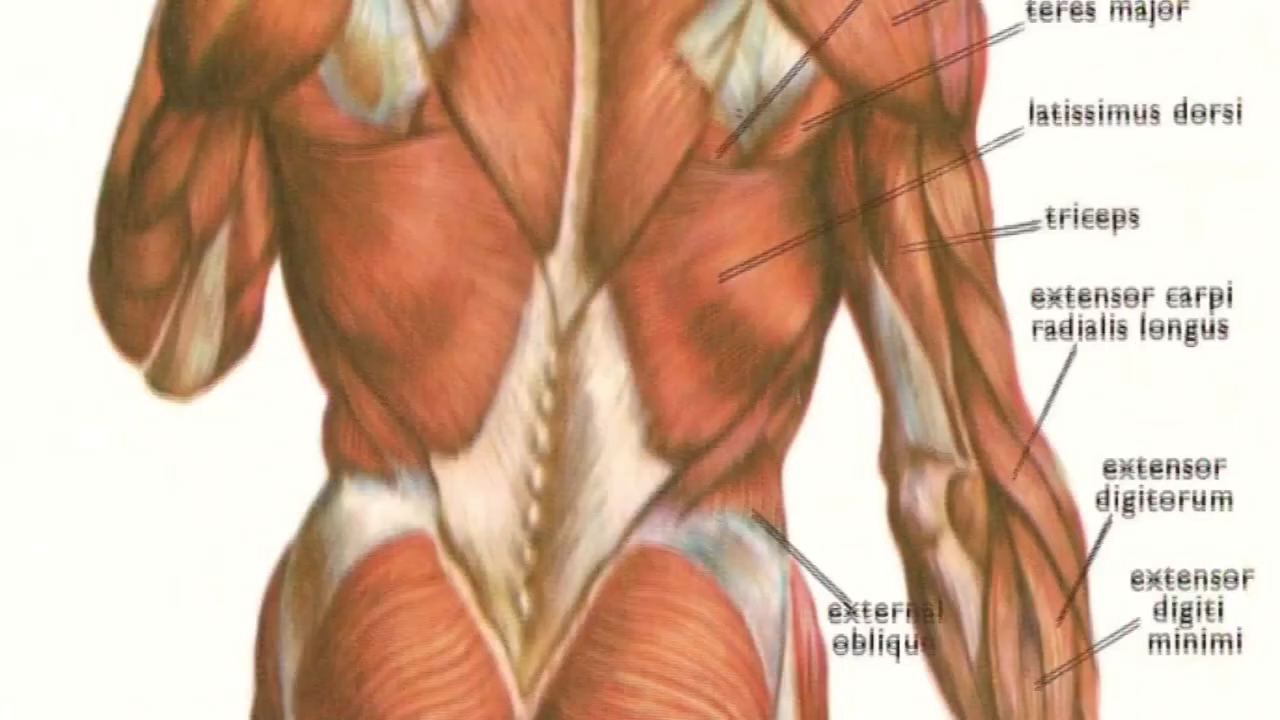 teres major
latissimus dorsi
triceps
extensor carpi
radialis longus
extensor
digitorum
extensor
digiti
minimi
external
oblique